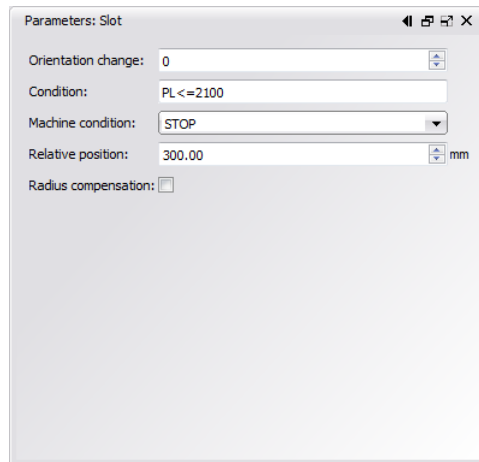 Parameters: Slot
Orientation change: 0
Condition: PL<=2100
Machine condition: STOP
Relative position: 300.00 mm
Radius compensation: